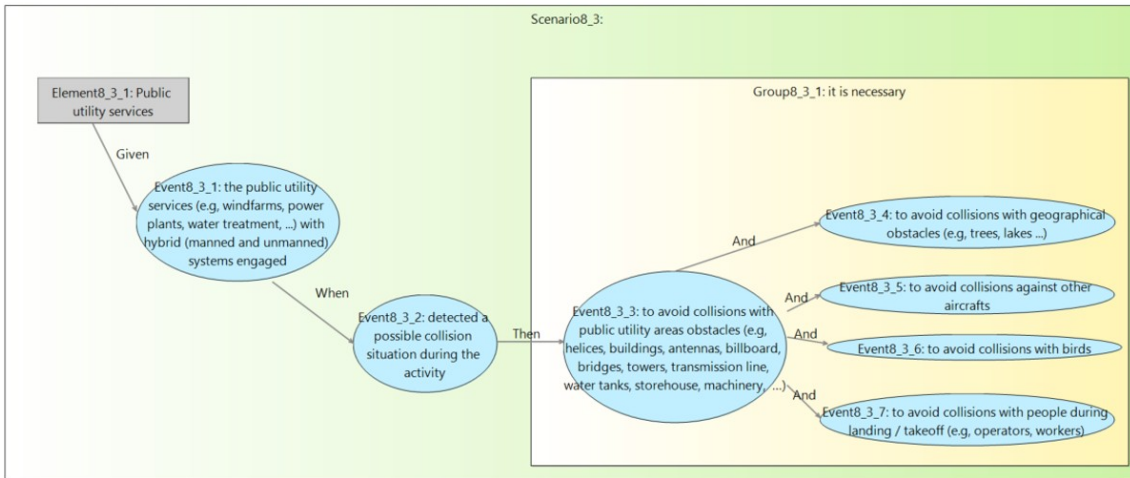 Scenario8_3:
Element8_3_1: Public
utility services
Given
Event8_3_1: the public utility
services (e.g, windfarms, power
plants, water treatment, ...) with
hybrid (manned and unmanned)
systems engaged
When
Event8_3_2: detected a
possible collision
situation during the
activity
Then
Group8_3_1: it is necessary
Event8_3_3: to avoid collisions with
public utility areas obstacles (e.g,
helices, buildings, antennas, billboard,
bridges, towers, transmission line,
water tanks, storehouse, machinery, ...)
And
Event8_3_4: to avoid collisions with geographical
obstacles (e.g, trees, lakes ...)
And
Event8_3_5: to avoid collisions against other
aircrafts
And
Event8_3_6: to avoid collisions with birds
And
Event8_3_7: to avoid collisions with people during
landing / takeoff (e.g, operators, workers)